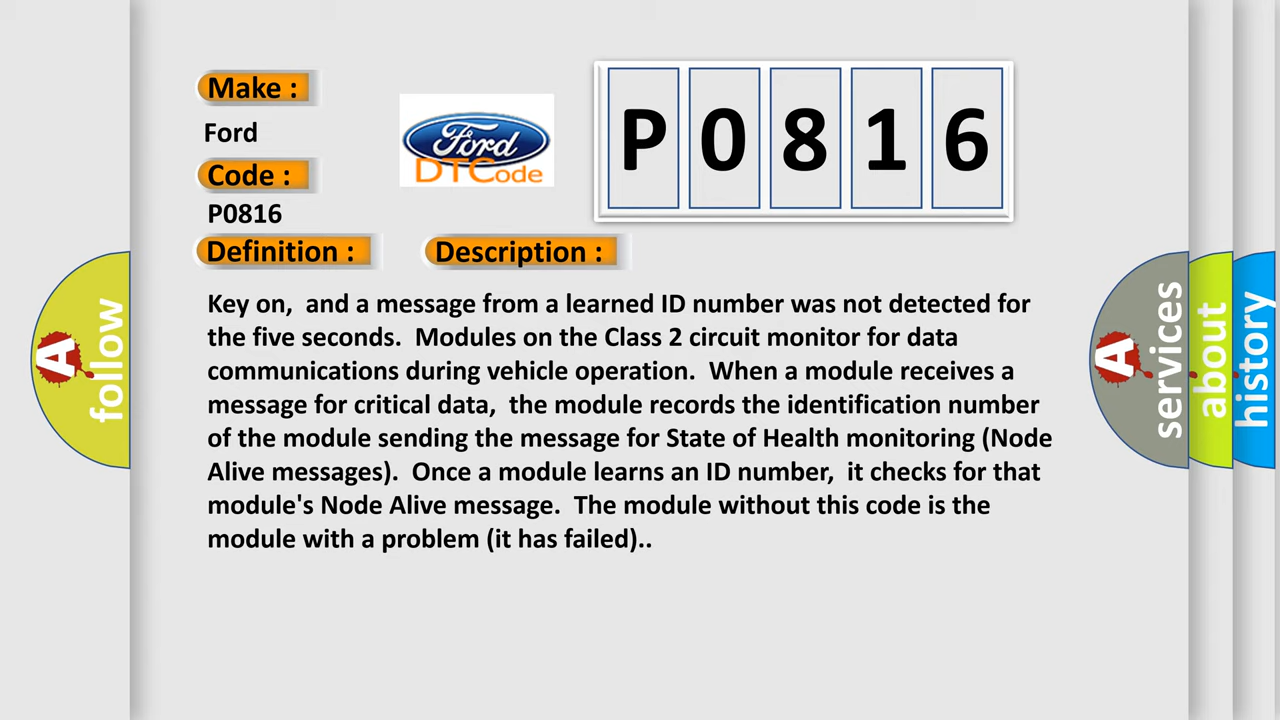 Make :
Ford
Code :
P0816
Ford
DTCode
P0816
Definition :
Description :
Key on,  and a message from a learned ID number was not detected for
the five seconds  Modules on the Class 2 circuit monitor for data
communications during vehicle operation  When a module receives a
message for critical data,  the module records the identification number
of the module sending the message for State of Health monitoring (Node
Alive messages)  Once a module learns an ID number,  it checks for that
module's Node Alive message  The module without this code is the
module with a problem (it has failed)..
A
follow
A
services
about
history